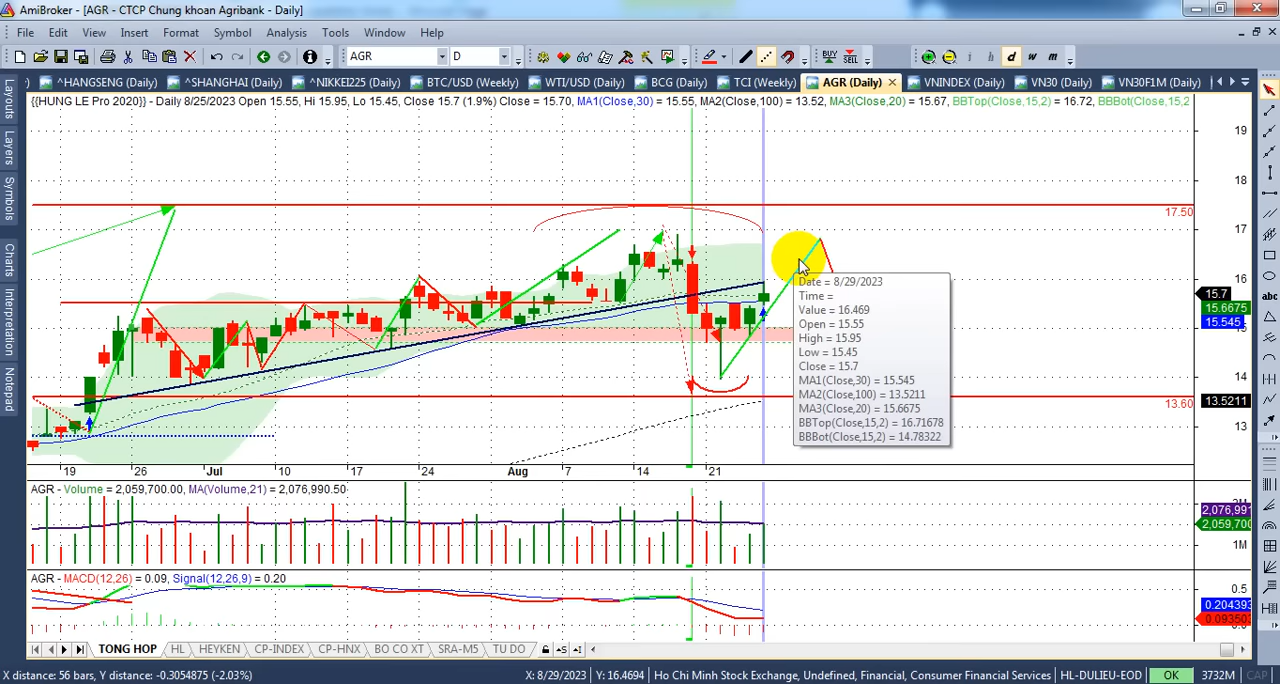 AmiBroker - [AGR - CTCP Chung khoan Agribank - Daily]
File Edit View Insert Format Symbol Analysis Tools Window Help
AGR D BUY SELL i h d w m
^HANGSENG (Daily) ^SHANGHAI (Daily) ^NIKKEI225 (Daily) BTC/USD (Weekly) WTI/USD (Daily) BCG (Daily) TCI (Weekly) AGR (Daily) VNINDEX (Daily) VN30 (Daily) VN30F1M (Daily)
{{HUNG LE Pro 2020}} - Daily 8/25/2023 Open 15.55, Hi 15.95, Lo 15.45, Close 15.7 (1.9%) Close = 15.70, MA1(Close,30) = 15.55, MA2(Close,100) = 13.52, MA3(Close,20) = 15.67, BBTop(Close,15,2) = 16.72, BBBot(Close,15,2
Layouts
Layers
Symbols
Charts
Interpretation
Notepad
abc
19
18
17.50
17
16
15.7
15.6675
15.545
15
14
13.60
13.5211
13
Date = 8/29/2023
Time =
Value = 16.469
Open = 15.55
High = 15.95
Low = 15.45
Close = 15.7
MA1(Close,30) = 15.545
MA2(Close,100) = 13.5211
MA3(Close,20) = 15.6675
BBTop(Close,15,2) = 16.71678
BBBot(Close,15,2) = 14.78322
19 26 Jul 10 17 24 Aug 7 14 21
AGR - Volume = 2,059,700.00, MA(Volume,21) = 2,076,990.50
2,076,991
2,059,700
1M
AGR - MACD(12,26) = 0.09, Signal(12,26,9) = 0.20
0.5
0.204393
0.093503
TONG HOP HL HEYKEN CP-INDEX CP-HNX BO CO XT SRA-M5 TU DO
X distance: 56 bars, Y distance: -0.3054875 (-2.03%) X: 8/29/2023 Y: 16.4694 Ho Chi Minh Stock Exchange, Undefined, Financial, Consumer Financial Services HL-DULIEU-EOD OK 3732M CAP